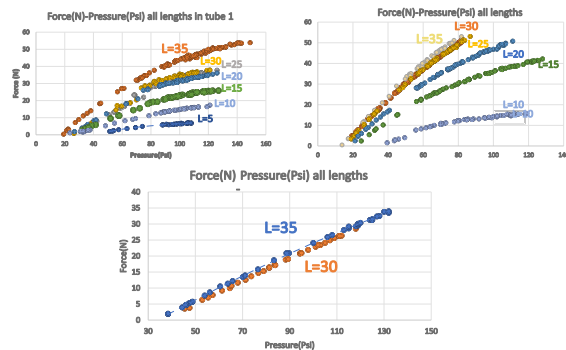 Force(N)-Pressure(Psi) all lengths in tube 1
60
50
40
30
20
10
0
Force (N)
L=35
L=30
L=25
L=20
L=15
L=10
L=5
0 20 40 60 80 100 120 140 160
Pressure(Psi)
Force(N)-Pressure(Psi) all lengths
60
50
40
30
20
10
0
L=35
L=30
L=25
L=20
L=15
L=10
0 20 40 60 80 100 120 140
Pressure(Psi)
Force(N) Pressure(Psi) all lengths
40
35
30
25
20
15
10
5
0
Force(N)
L=35
L=30
30 50 70 90 110 130 150
Pressure(Psi)